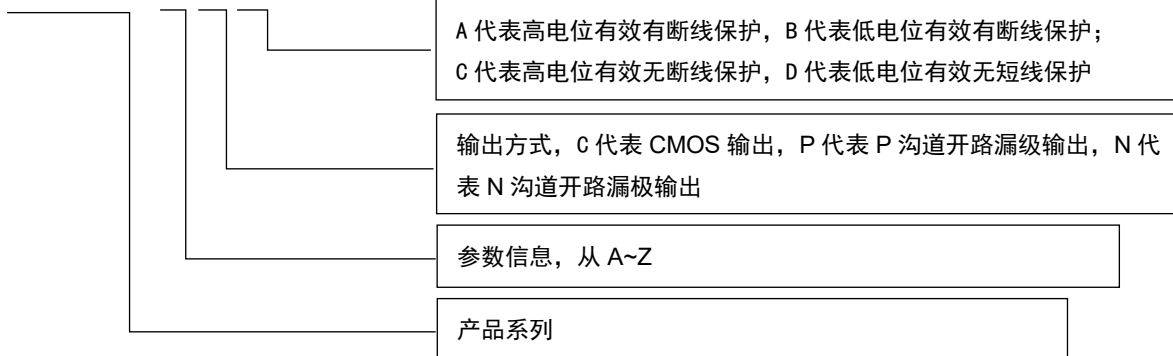 A 代表高电位有效有断线保护，B 代表低电位有效有断线保护；
C 代表高电位有效无断线保护，D 代表低电位有效无短线保护
输出方式，C 代表 CMOS 输出，P 代表 P 沟道开路漏级输出，N 代
表 N 沟道开路漏极输出
参数信息，从 A~Z
产品系列